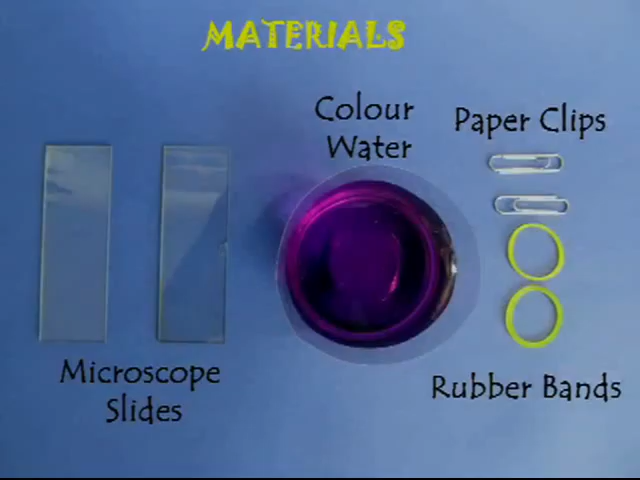 MATERIALS
Colour
Water
Paper Clips
Microscope
Slides
Rubber Bands